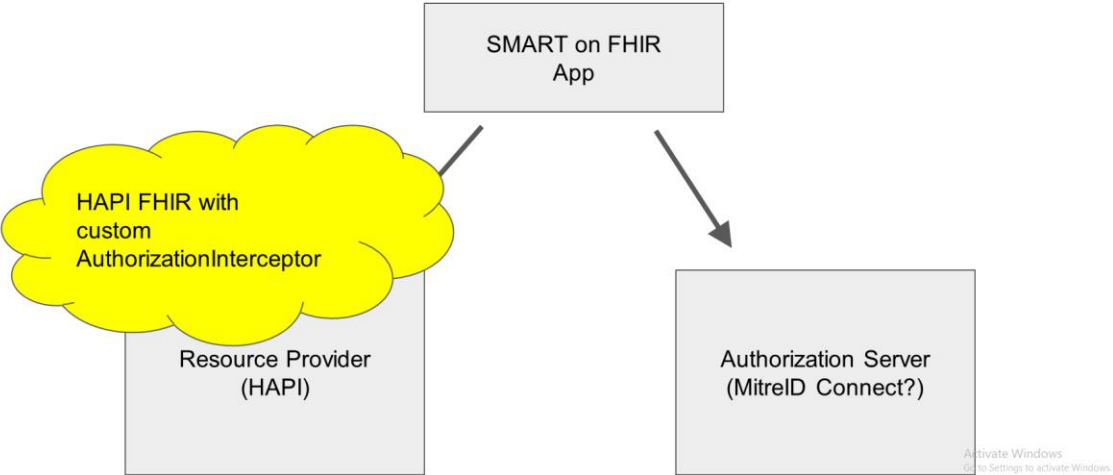 SMART on FHIR
App
HAPI FHIR with
custom
AuthorizationInterceptor
Resource Provider
(HAPI)
Authorization Server
(MitreID Connect?)
Activate Windows
Go to Settings to activate Windows.